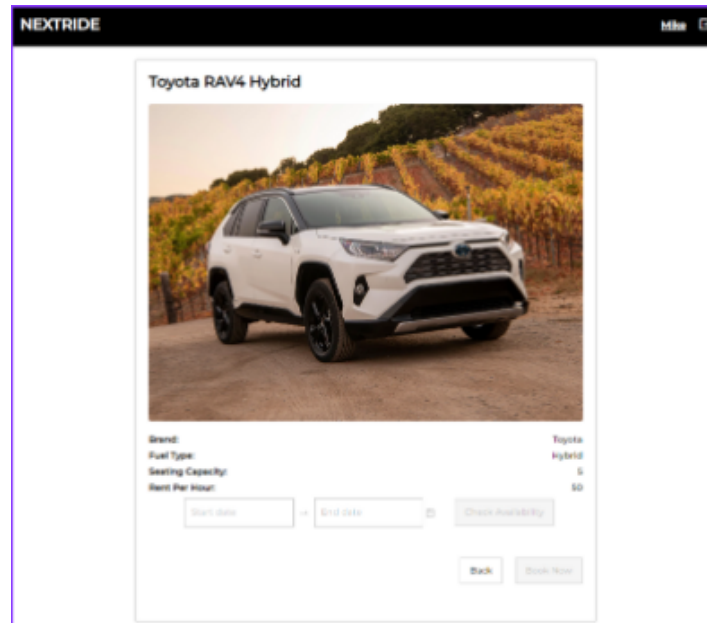 NEXTRIDE Mike
Toyota RAV4 Hybrid
Brand: Toyota
Fuel Type: Hybrid
Seating Capacity: 5
Rent Per Hour: 50
Start date → End date Check Availability
Back Book Now